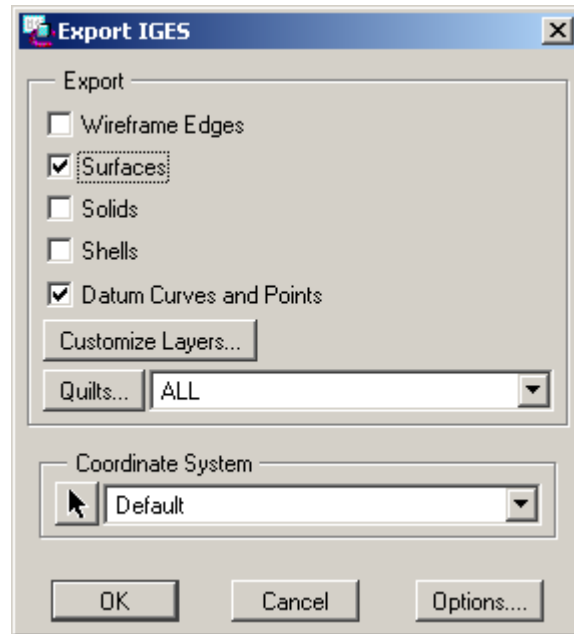 Export IGES
Export
Wireframe Edges
Surfaces
Solids
Shells
Datum Curves and Points
Customize Layers...
Quilts... ALL
Coordinate System
Default
OK Cancel Options....